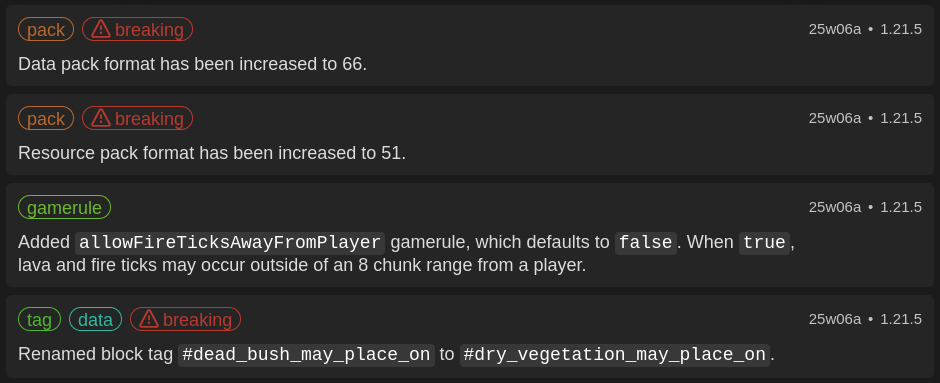 pack breaking 25w06a • 1.21.5
Data pack format has been increased to 66.
pack breaking 25w06a • 1.21.5
Resource pack format has been increased to 51.
gamerule 25w06a • 1.21.5
Added allowFireTicksAwayFromPlayer gamerule, which defaults to false. When true,
lava and fire ticks may occur outside of an 8 chunk range from a player.
tag data breaking 25w06a • 1.21.5
Renamed block tag #dead_bush_may_place_on to #dry_vegetation_may_place_on.